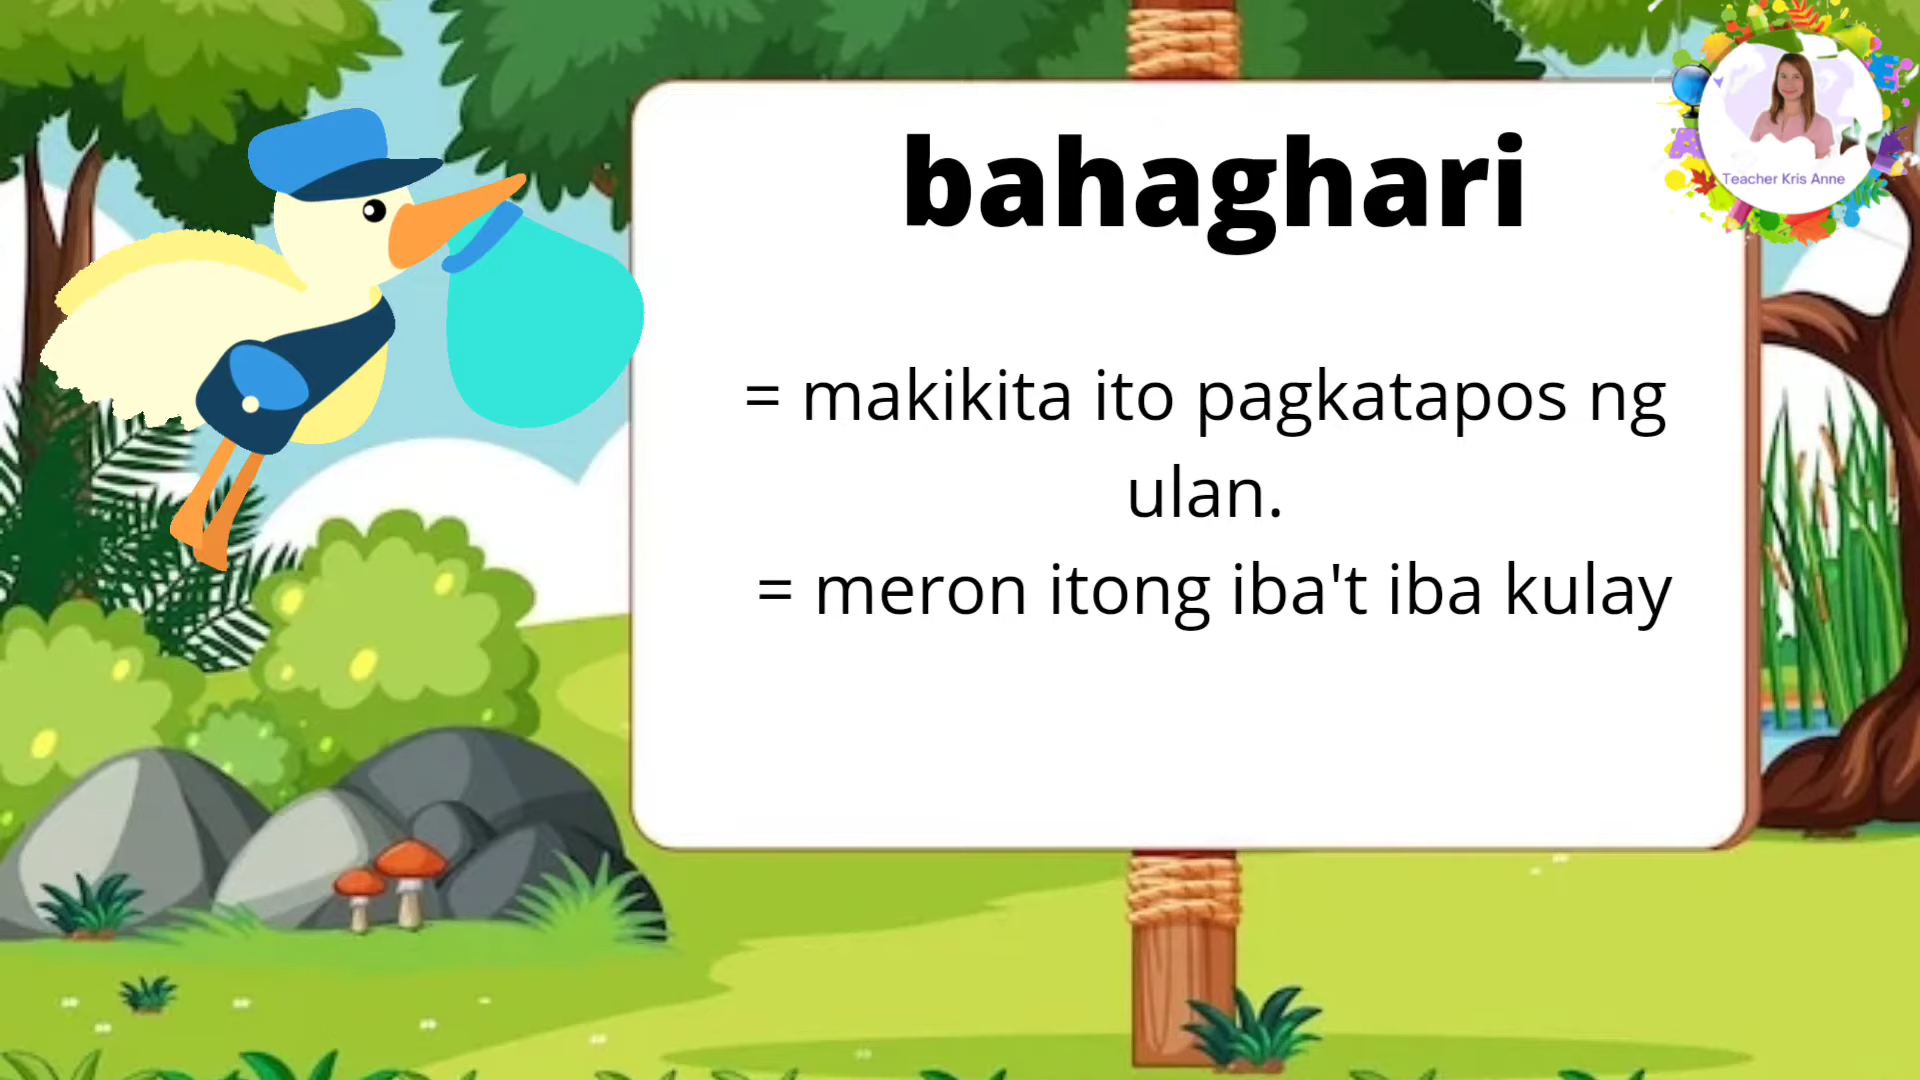 bahaghari
= makikita ito pagkatapos ng
ulan.
= meron itong iba't iba kulay
Teacher Kris Anne